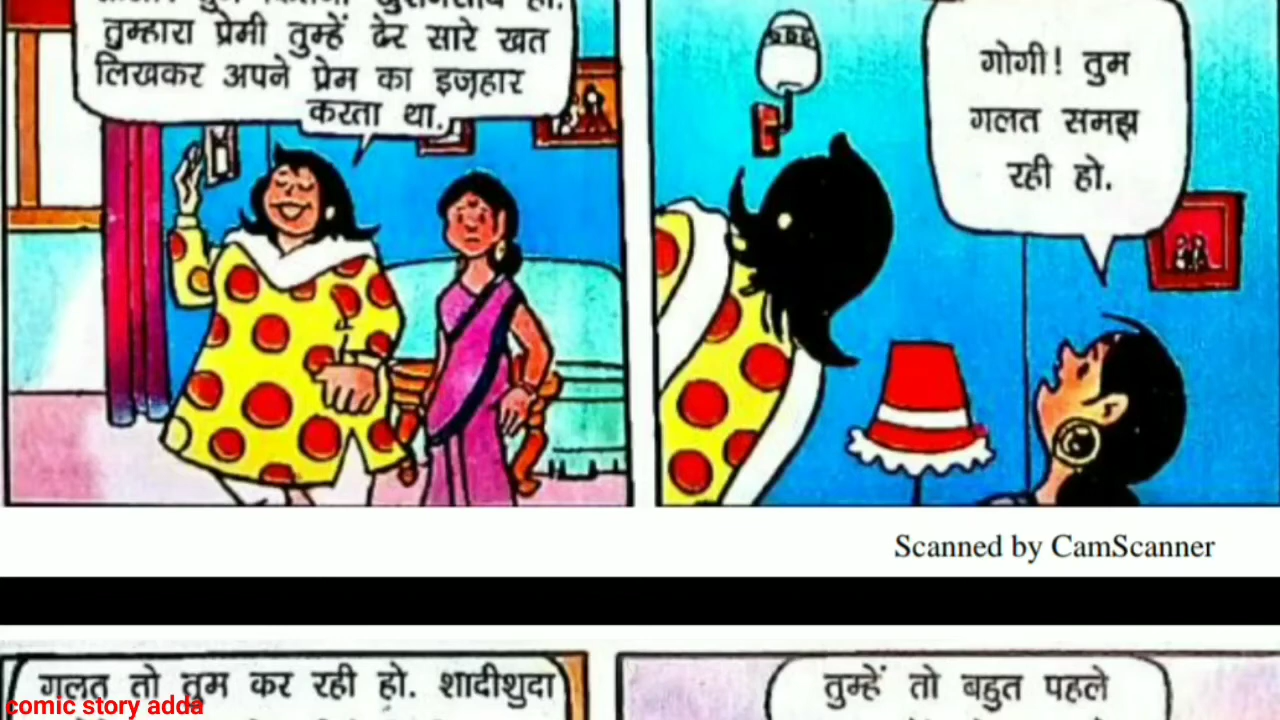 तुम्हारा प्रेमी तुम्हें ढेर सारे खत
लिखकर अपने प्रेम का इज़हार
करता था.
गोगी! तुम
गलत समझ
रही हो.
Scanned by CamScanner
गलत तो तुम कर रही हो. शादीशुदा
तुम्हें तो बहुत पहले
comic story adda